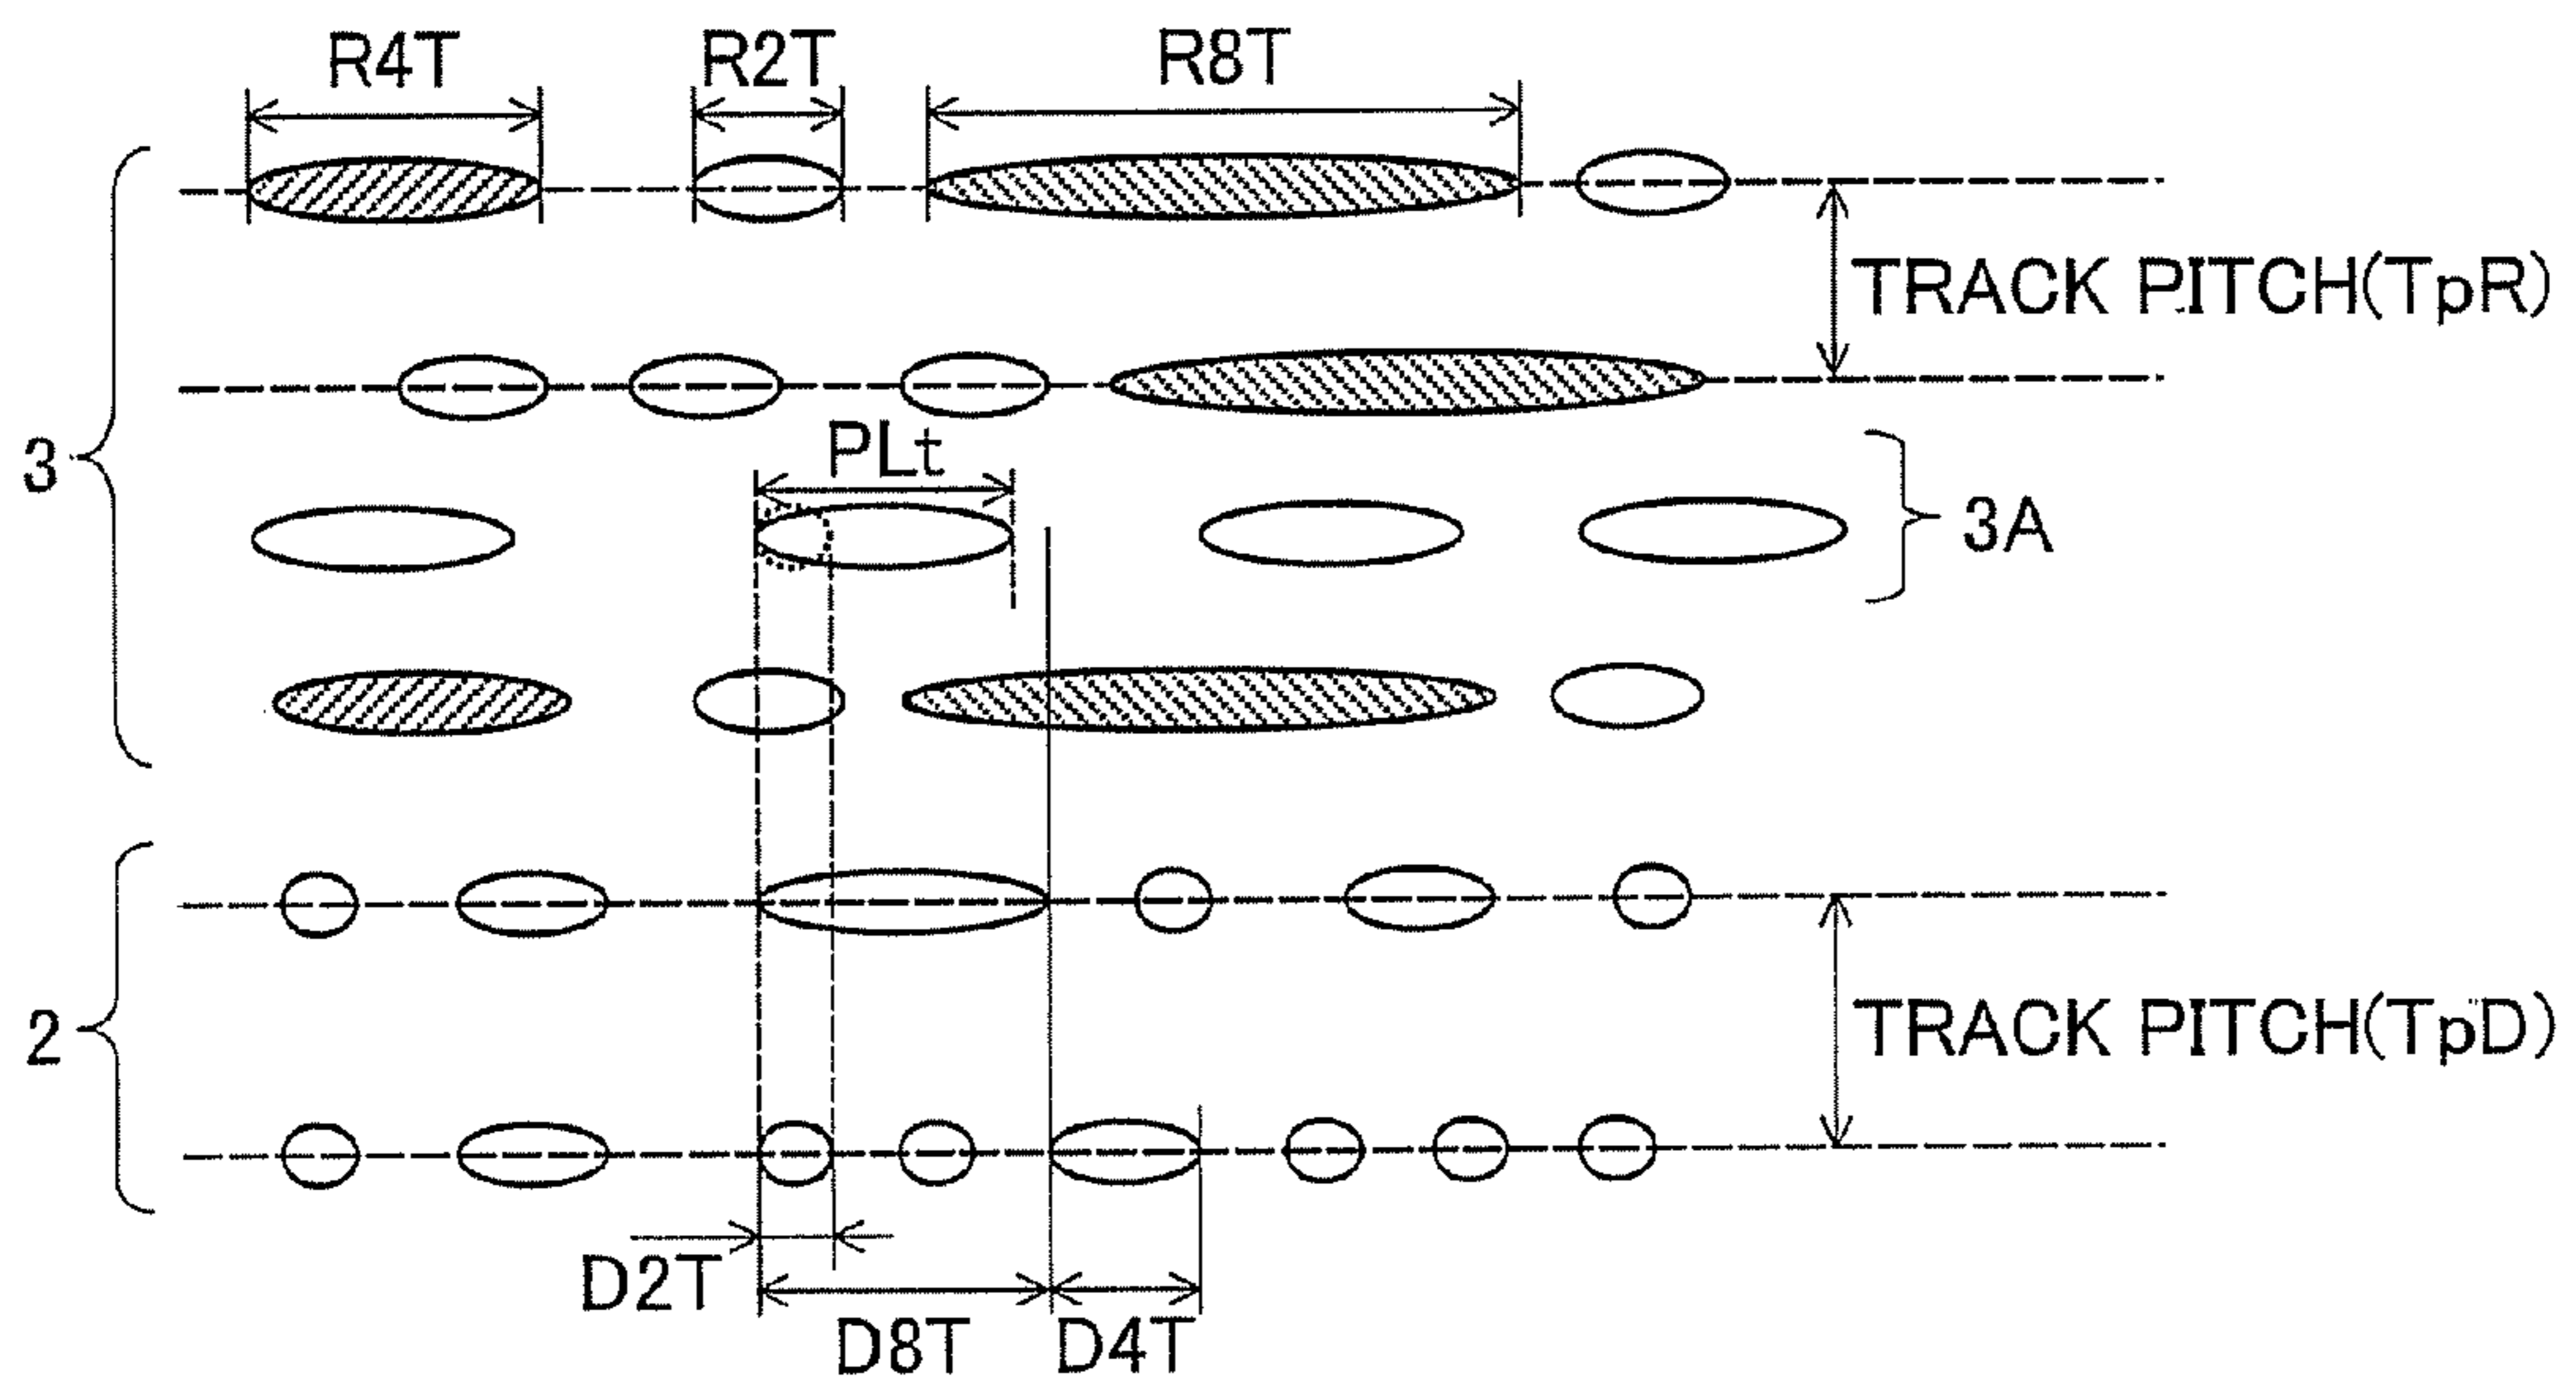 R4T
R2T
R8T
TRACK PITCH(TpR)
3
PLt
3A
2
TRACK PITCH(TpD)
D2T
D8T
D4T